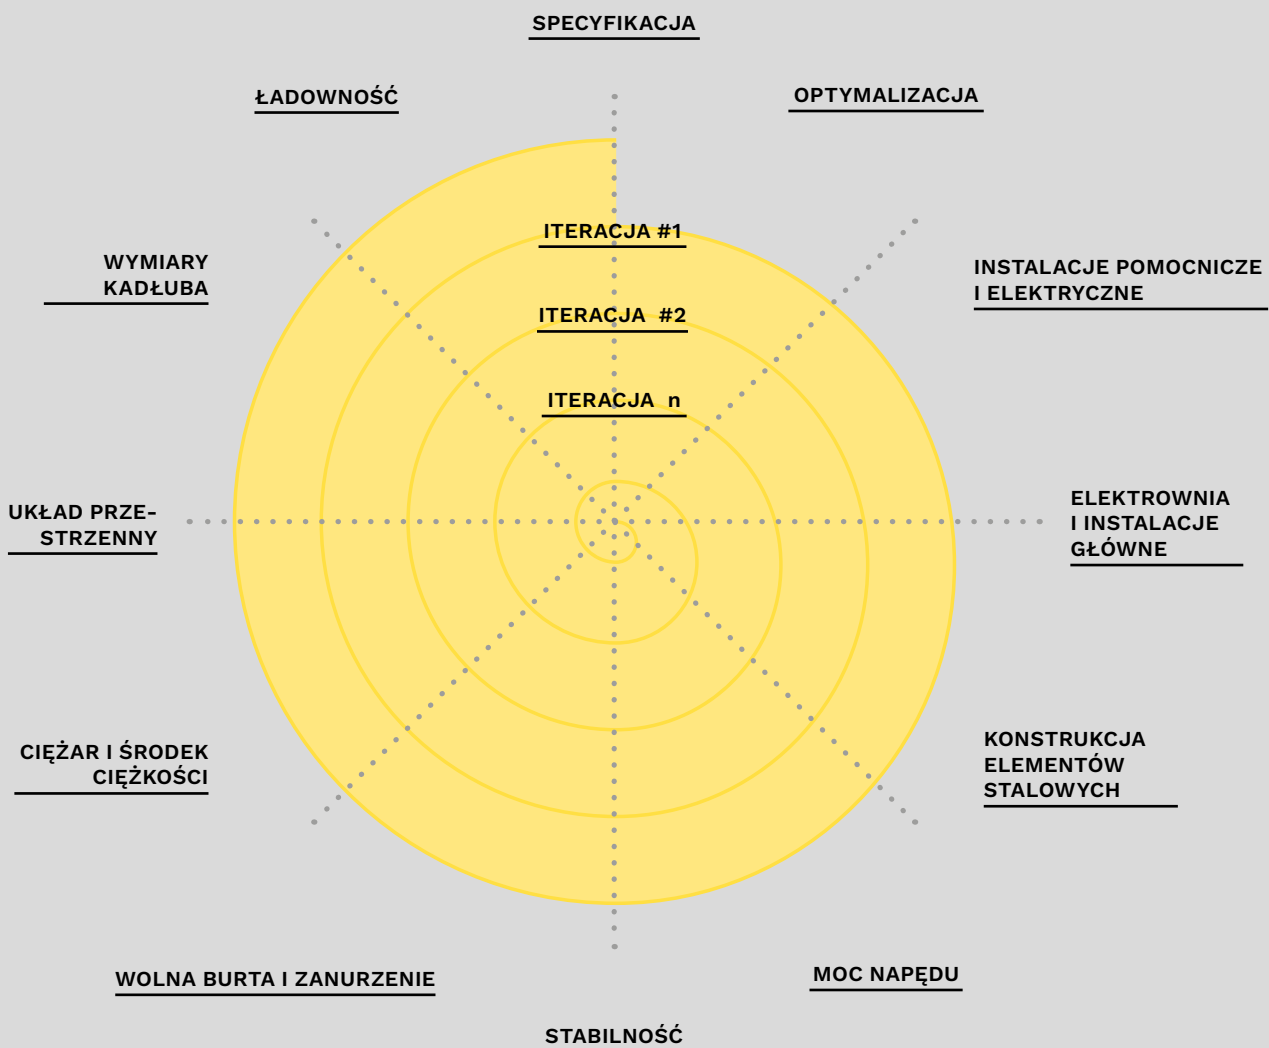 SPECYFIKACJA
ŁADOWNOŚĆ
OPTYMALIZACJA
ITERACJA #1
WYMIARY
KADŁUBA
INSTALACJE POMOCNICZE
I ELEKTRYCZNE
ITERACJA #2
ITERACJA n
UKŁAD PRZE-
STRZENNY
ELEKTROWNIA
I INSTALACJE
GŁÓWNE
CIĘŻAR I ŚRODEK
CIĘŻKOŚCI
KONSTRUKCJA
ELEMENTÓW
STALOWYCH
WOLNA BURTA I ZANURZENIE
MOC NAPĘDU
STABILNOŚĆ